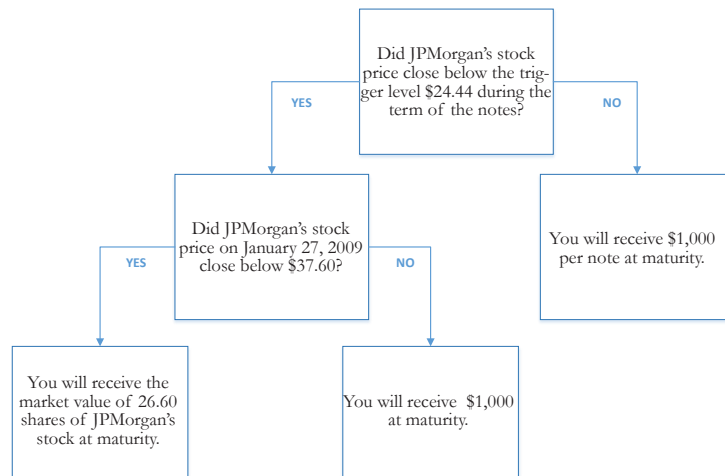 Did JPMorgan's stock
price close below the trig-
ger level $24.44 during the
term of the notes?
YES
NO
Did JPMorgan's stock
price on January 27, 2009
close below $37.60?
You will receive $1,000
per note at maturity.
YES
NO
You will receive the
market value of 26.60
shares of JPMorgan's
stock at maturity.
You will receive $1,000
at maturity.